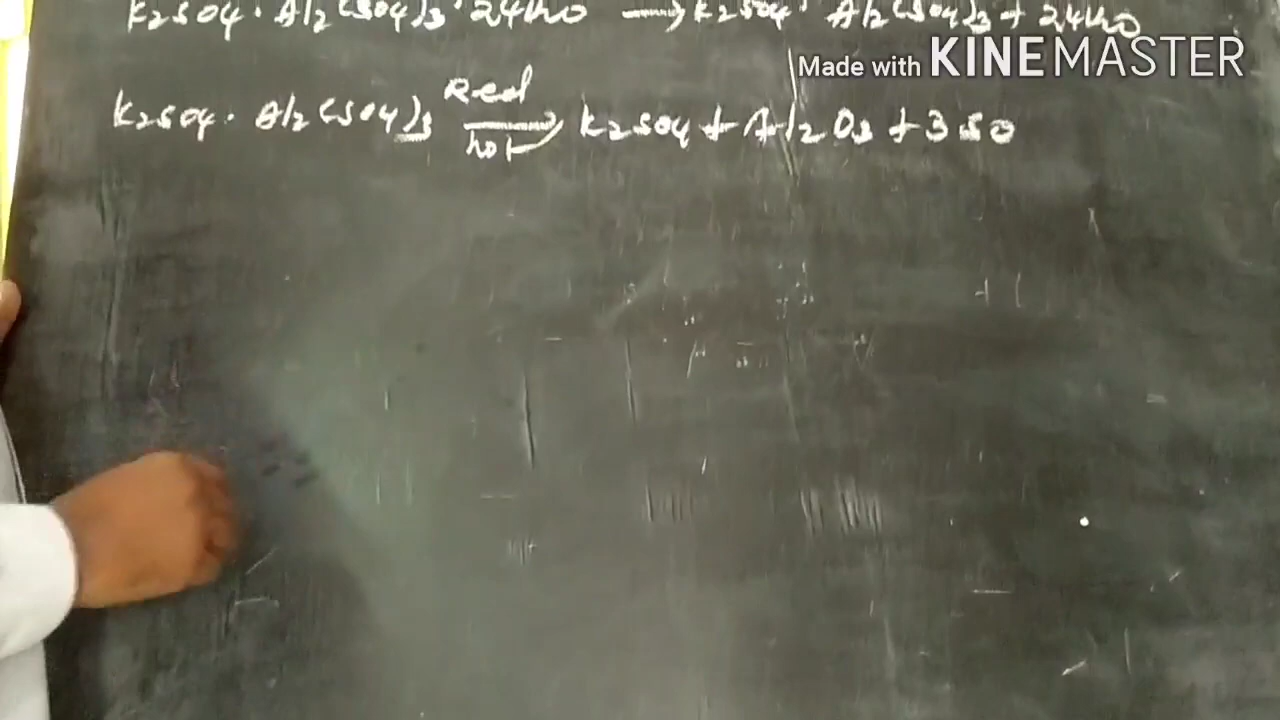 K2SO4 · Al2(SO4)3 · 24H2O ⟶ K2SO4 · Al2(SO4)3 + 24H2O
Made with KINEMASTER
K2SO4 · Al2(SO4)3 Red hot ⟶ K2SO4 + Al2O3 + 3SO